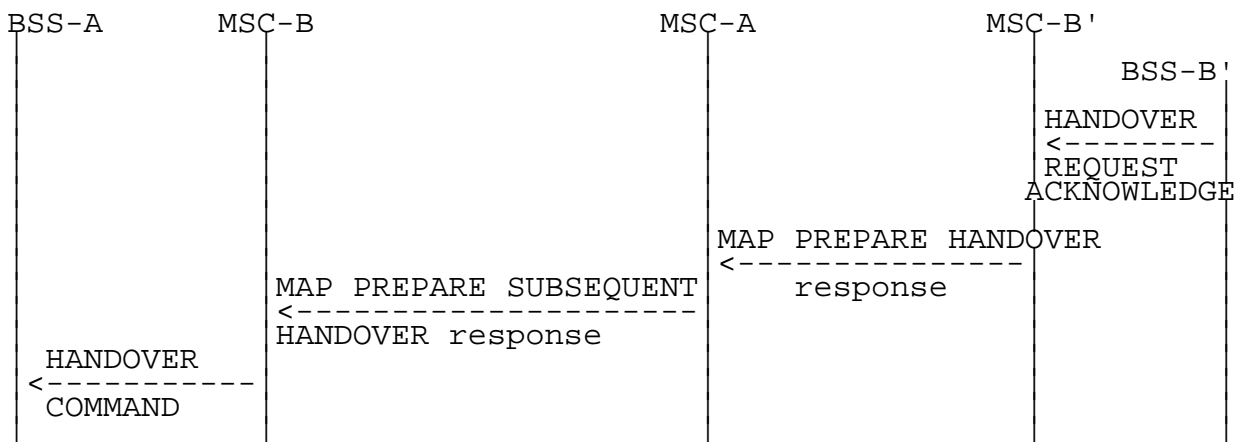 BSS-A MSC-B MSC-A MSC-B'
BSS-B'
HANDOVER
REQUEST
ACKNOWLEDGE
MAP PREPARE HANDOVER
response
MAP PREPARE SUBSEQUENT
HANDOVER response
HANDOVER
COMMAND